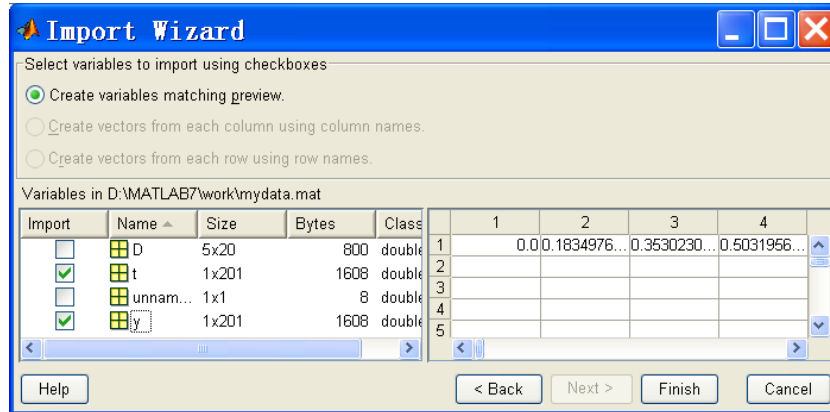 Import Wizard
Select variables to import using checkboxes
Create variables matching preview.
Create vectors from each column using column names.
Create vectors from each row using row names.
Variables in D:\MATLAB7\work\mydata.mat
Import Name Size Bytes Class 1 2 3 4
D 5x20 800 double 1 0.0 0.1834976... 0.3530230... 0.5031956...
t 1x201 1608 double 2
unnam... 1x1 8 double 3
y 1x201 1608 double 4
5
Help < Back Next > Finish Cancel